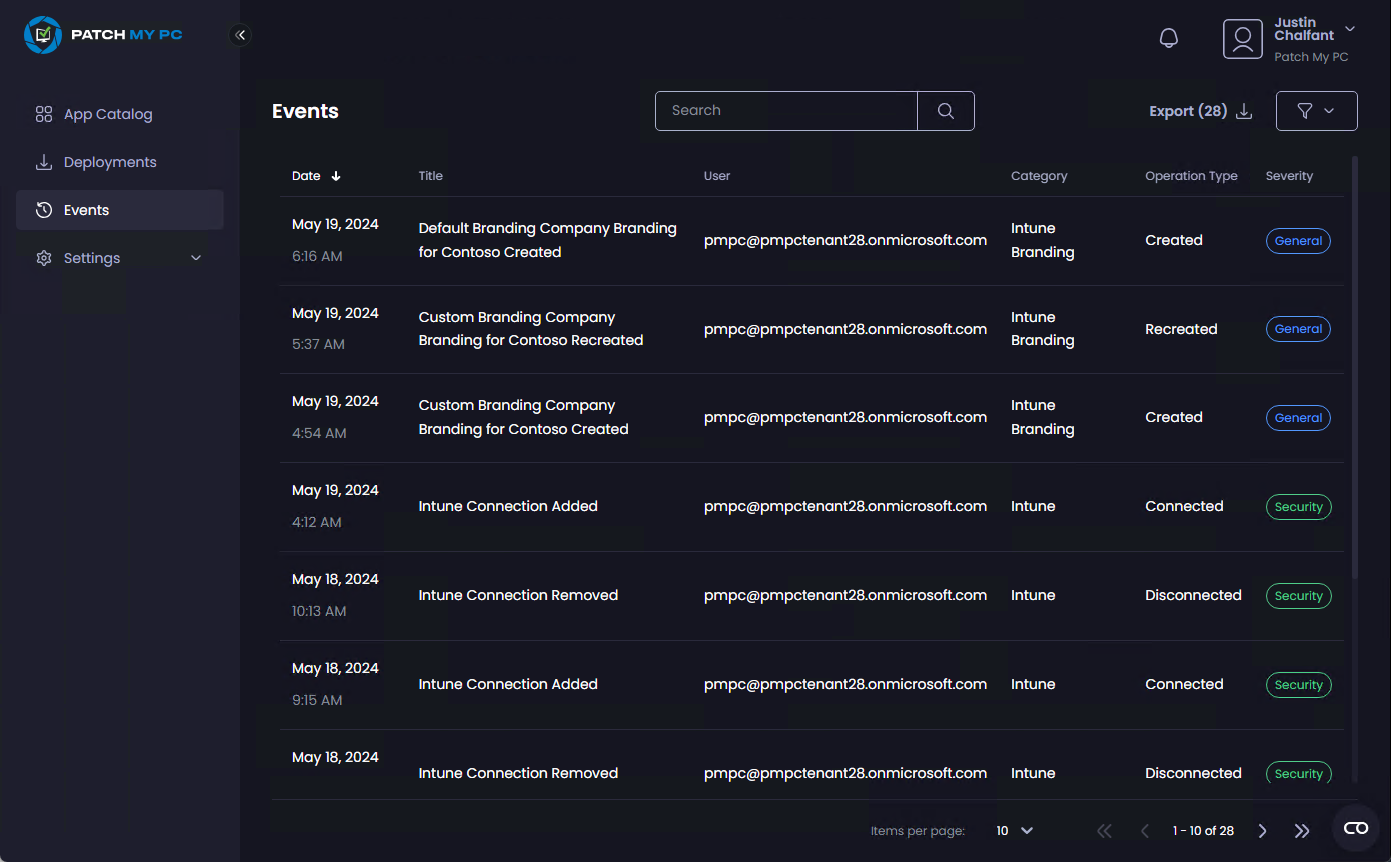 PATCH MY PC
Justin
Chalfant
Patch My PC
App Catalog
Deployments
Events
Settings
Events
Search
Export (28)
Date Title User Category Operation Type Severity
May 19, 2024
6:16 AM
Default Branding Company Branding
for Contoso Created
pmpc@pmpctenant28.onmicrosoft.com
Intune
Branding
Created
General
May 19, 2024
5:37 AM
Custom Branding Company
Branding for Contoso Recreated
pmpc@pmpctenant28.onmicrosoft.com
Intune
Branding
Recreated
General
May 19, 2024
4:54 AM
Custom Branding Company
Branding for Contoso Created
pmpc@pmpctenant28.onmicrosoft.com
Intune
Branding
Created
General
May 19, 2024
4:12 AM
Intune Connection Added
pmpc@pmpctenant28.onmicrosoft.com
Intune
Connected
Security
May 18, 2024
10:13 AM
Intune Connection Removed
pmpc@pmpctenant28.onmicrosoft.com
Intune
Disconnected
Security
May 18, 2024
9:15 AM
Intune Connection Added
pmpc@pmpctenant28.onmicrosoft.com
Intune
Connected
Security
May 18, 2024
Intune Connection Removed
pmpc@pmpctenant28.onmicrosoft.com
Intune
Disconnected
Security
Items per page: 10 1 - 10 of 28